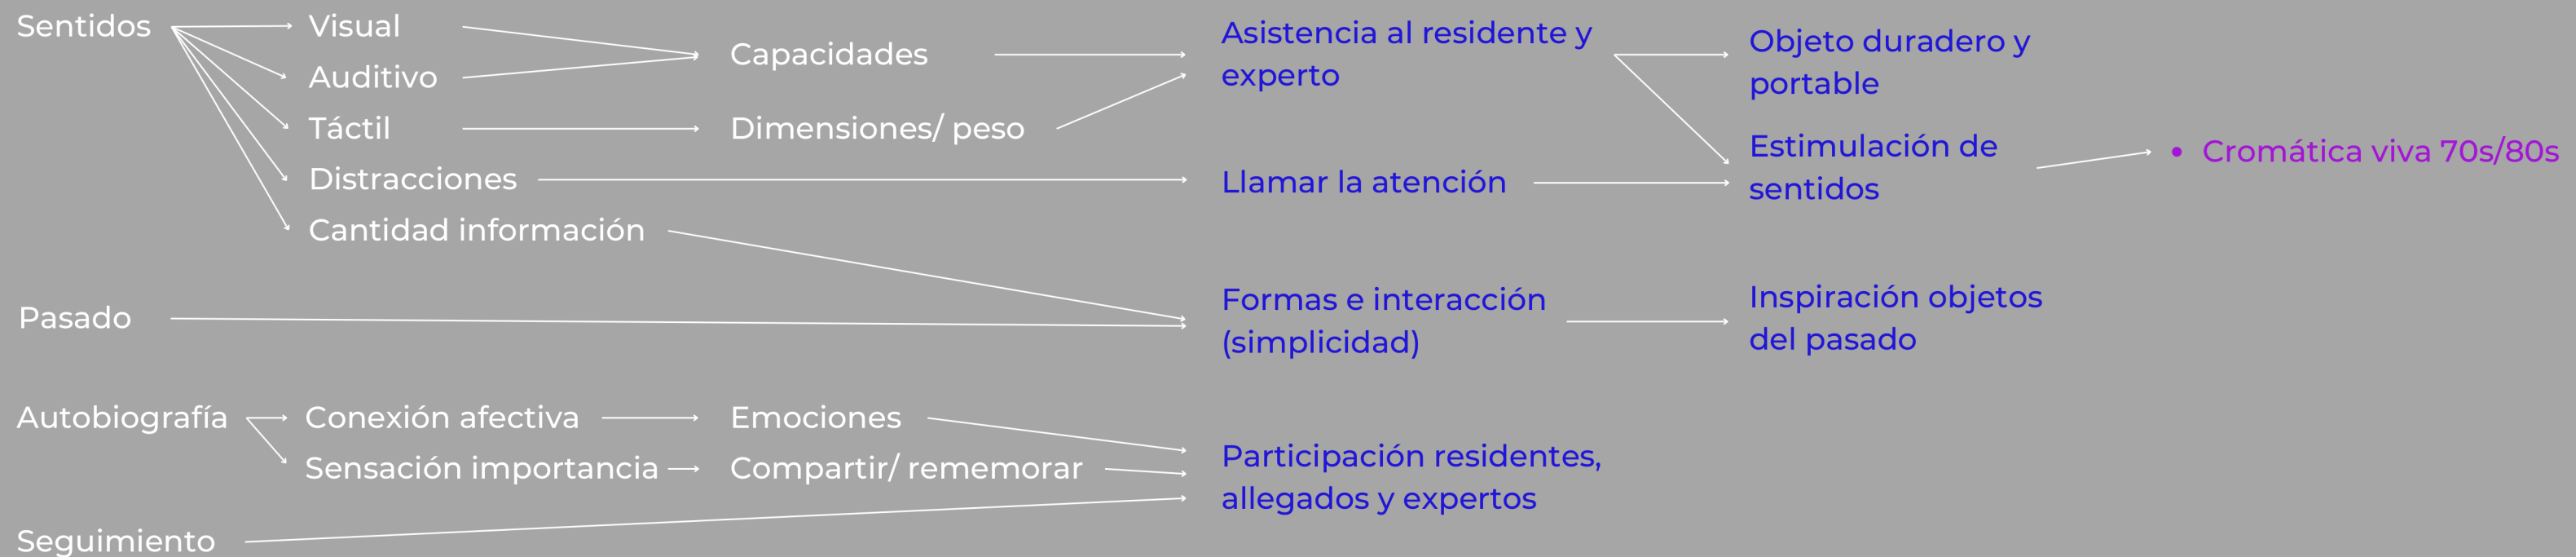 Sentidos
Visual
Auditivo
Táctil
Distracciones
Cantidad información
Capacidades
Dimensiones/ peso
Asistencia al residente y
experto
Llamar la atención
Objeto duradero y
portable
Estimulación de
sentidos
• Cromática viva 70s/80s
Pasado
Formas e interacción
(simplicidad)
Inspiración objetos
del pasado
Autobiografía
Conexión afectiva
Sensación importancia
Emociones
Compartir/ rememorar
Participación residentes,
allegados y expertos
Seguimiento